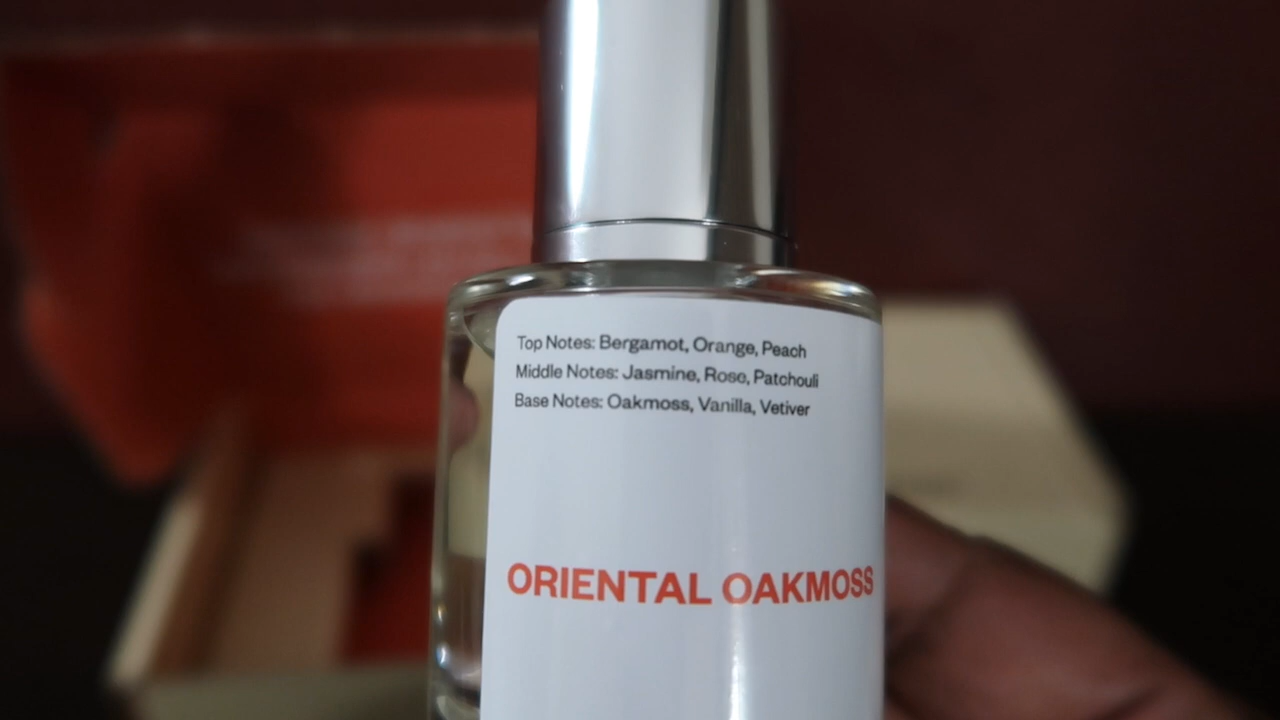 Top Notes: Bergamot, Orange, Peach
Middle Notes: Jasmine, Rose, Patchouli
Base Notes: Oakmoss, Vanilla, Vetiver
ORIENTAL OAKMOSS